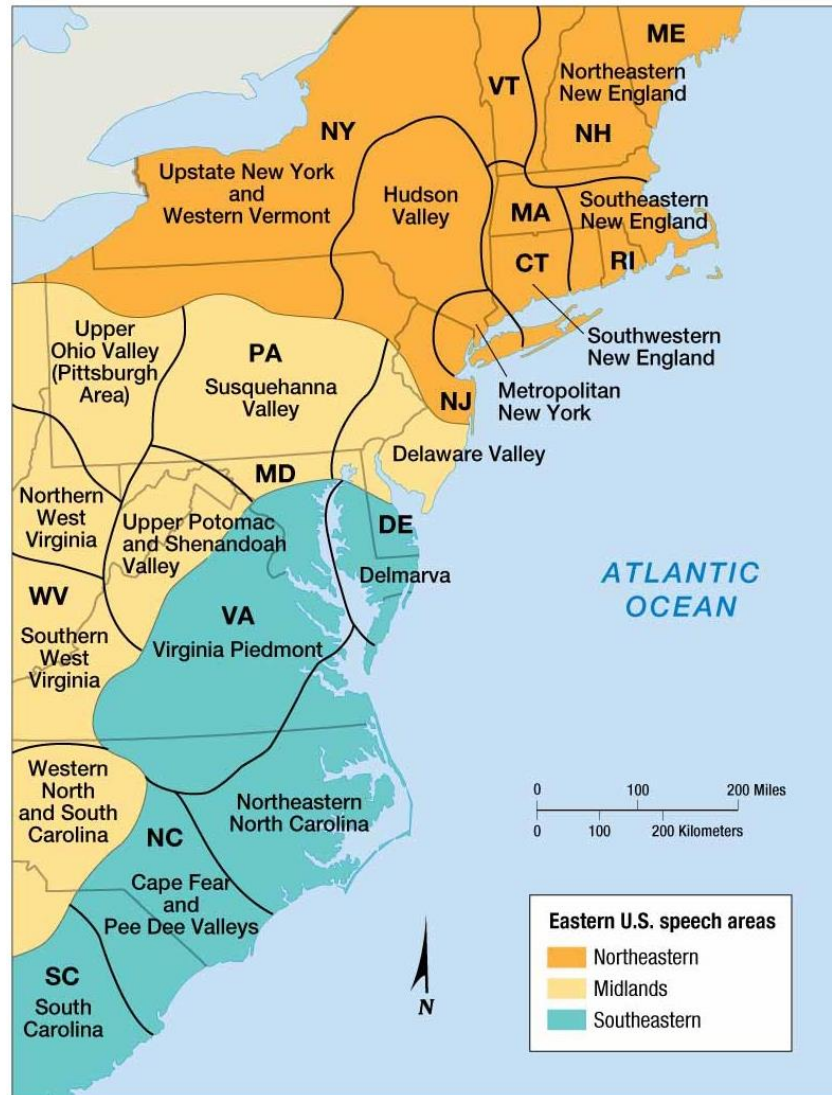 ME
Northeastern
New England
VT
NH
NY
Upstate New York
and
Western Vermont
Hudson
Valley
MA
Southeastern
New England
CT
RI
Southwestern
New England
Metropolitan
New York
Upper
Ohio Valley
(Pittsburgh
Area)
PA
Susquehanna
Valley
NJ
Delaware Valley
MD
Northern
West
Virginia
Upper Potomac
and Shenandoah
Valley
DE
Delmarva
WV
Southern
West
Virginia
VA
Virginia Piedmont
ATLANTIC
OCEAN
Western
North
and South
Carolina
Northeastern
North Carolina
NC
Cape Fear
and
Pee Dee Valleys
SC
South
Carolina
0 100 200 Miles
0 100 200 Kilometers
N
Eastern U.S. speech areas
Northeastern
Midlands
Southeastern